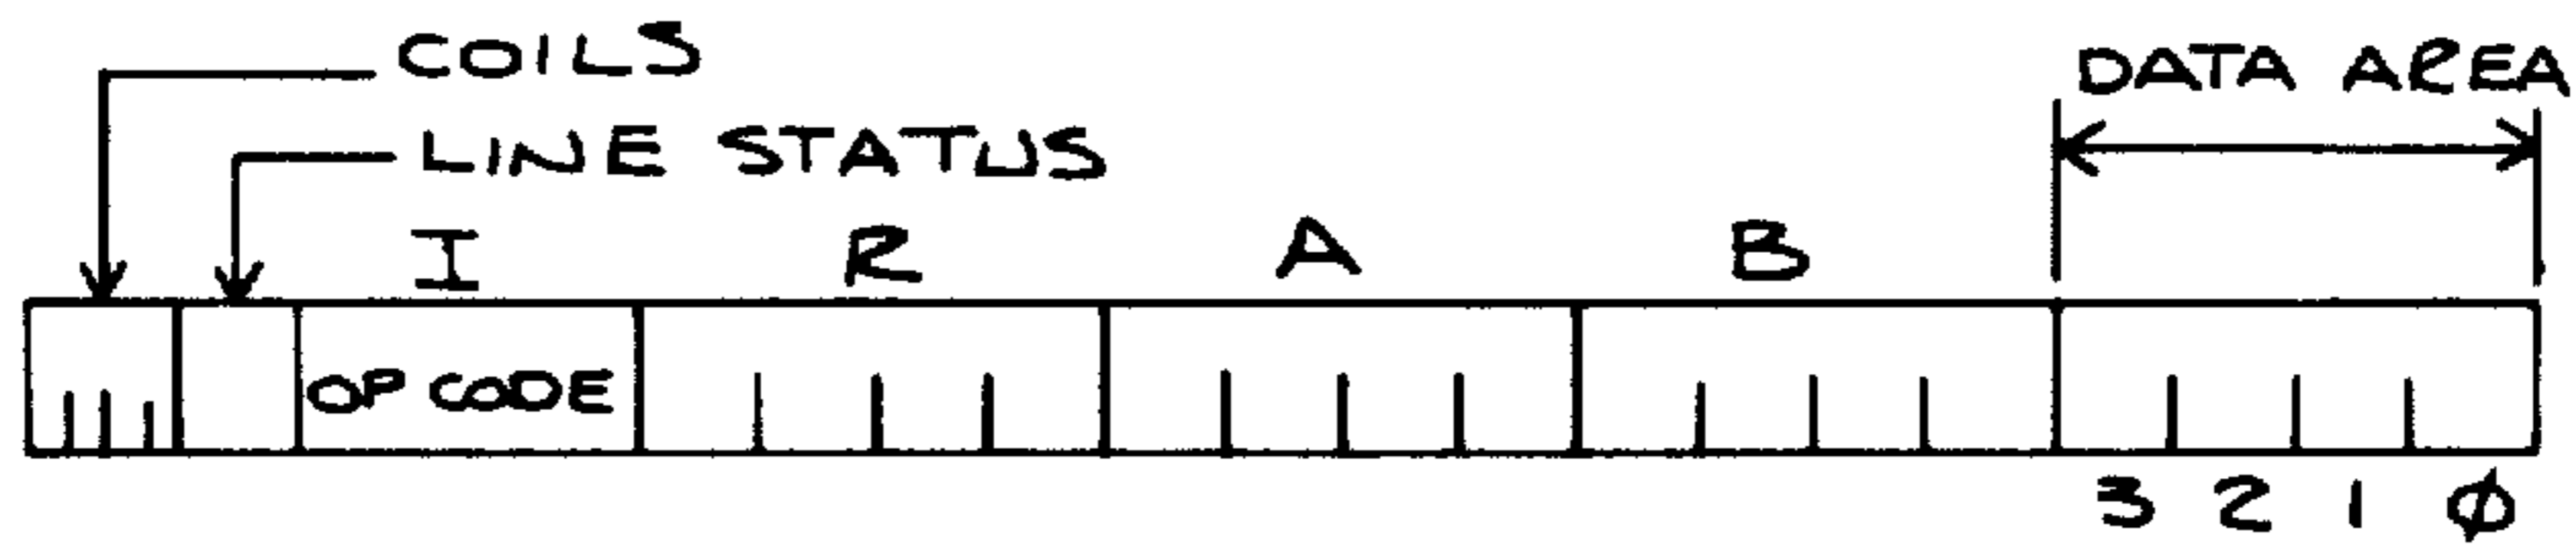 COILS
DATA AREA
LINE STATUS
I R A B
OP CODE
3 2 1 Ø